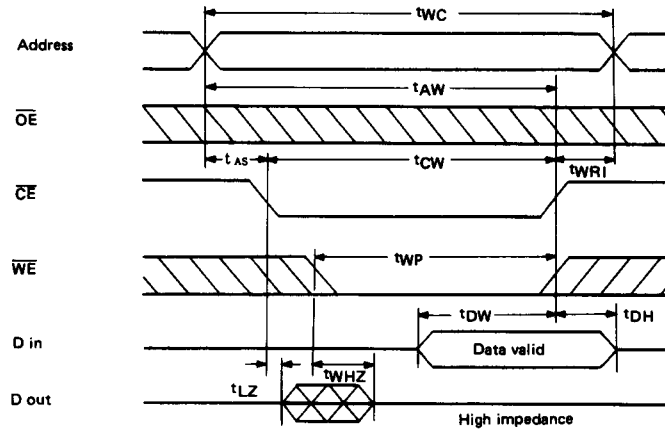 tWC
Address
tAW
OE
tAS
tCW
tWRI
CE
tWP
WE
tDW
tDH
D in
Data valid
tLZ
tWHZ
D out
High impedance